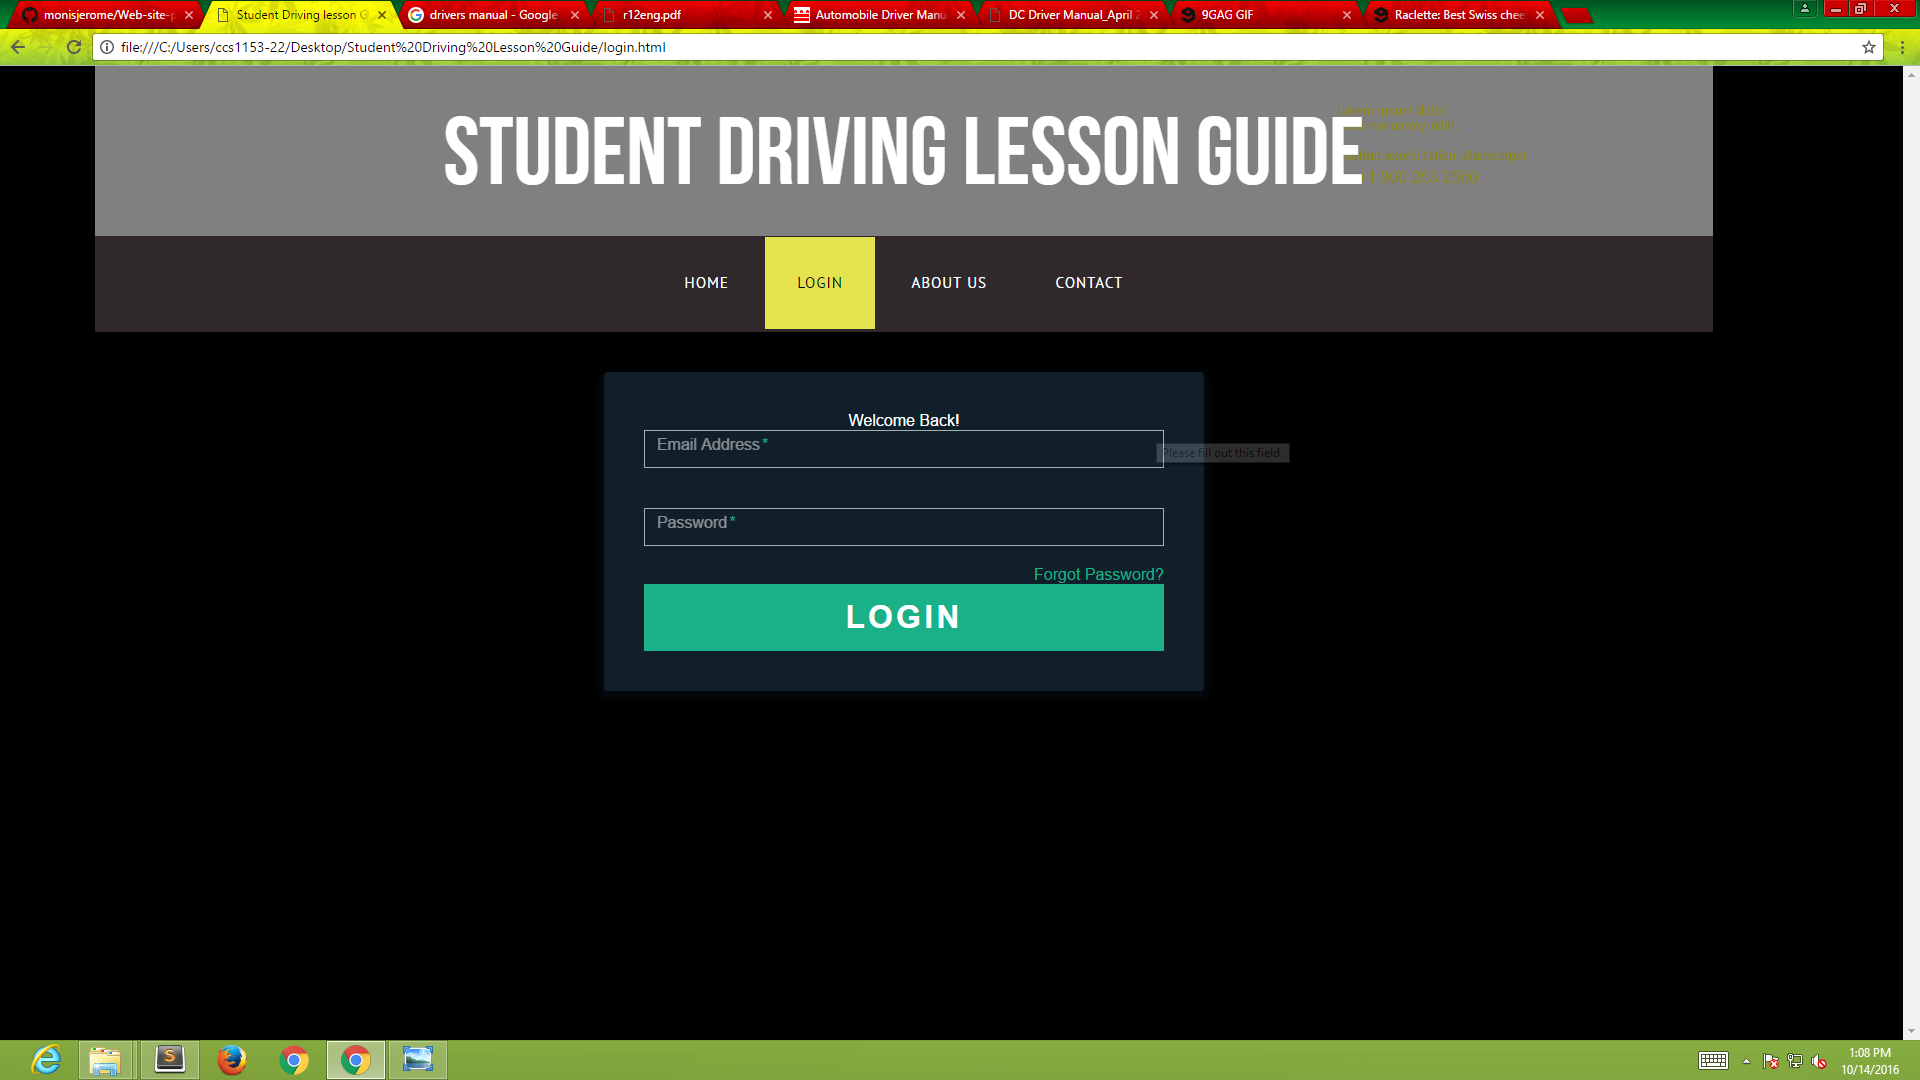 monisjerome/Web-site-p
Student Driving lesson G
drivers manual - Google
r12eng.pdf
Automobile Driver Manu
DC Driver Manual_April 2
9GAG GIF
Raclette: Best Swiss chee
file:///C:/Users/ccs1153-22/Desktop/Student%20Driving%20Lesson%20Guide/login.html
STUDENT DRIVING LESSON GUIDE
Lorem ipsum dolor
nonummy nibh
exerci tation ullamcorper
1 800 253 2560
HOME
LOGIN
ABOUT US
CONTACT
Welcome Back!
Email Address*
Please fill out this field.
Password*
Forgot Password?
LOGIN
1:08 PM
10/14/2016